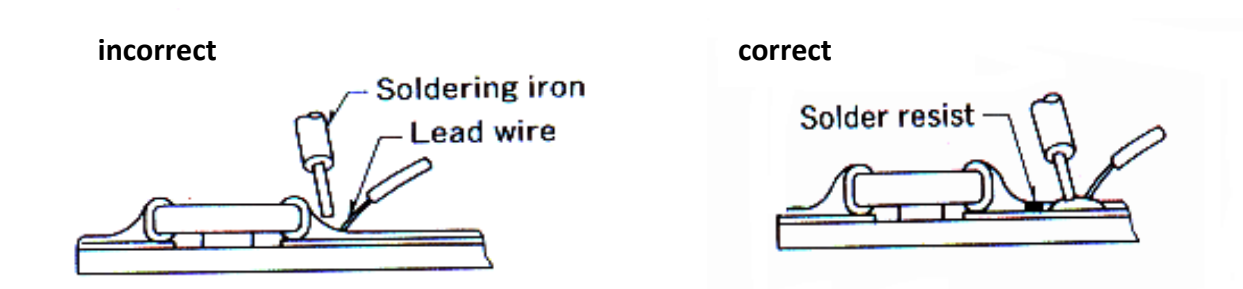 incorrect
Soldering iron
Lead wire
correct
Solder resist